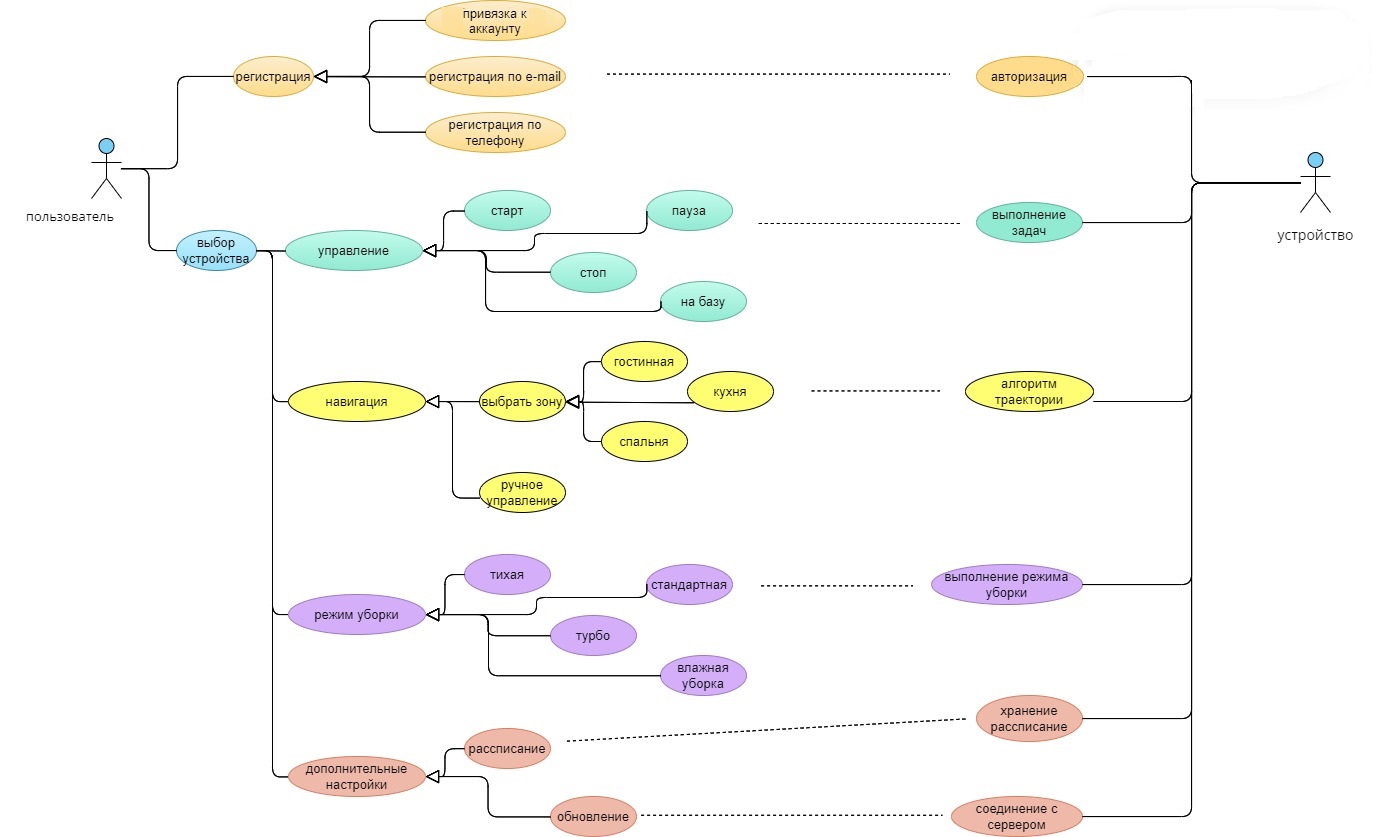 привязка к
аккаунту
регистрация
регистрация по e-mail
авторизация
регистрация по
телефону
пользователь
устройство
выбор
устройства
управление
старт
пауза
стоп
на базу
выполнение
задач
навигация
выбрать зону
гостинная
кухня
спальня
ручное
управление
алгоритм
траектории
режим уборки
тихая
стандартная
турбо
влажная
уборка
выполнение режима
уборки
дополнительные
настройки
рассписание
обновление
хранение
рассписание
соединение с
сервером